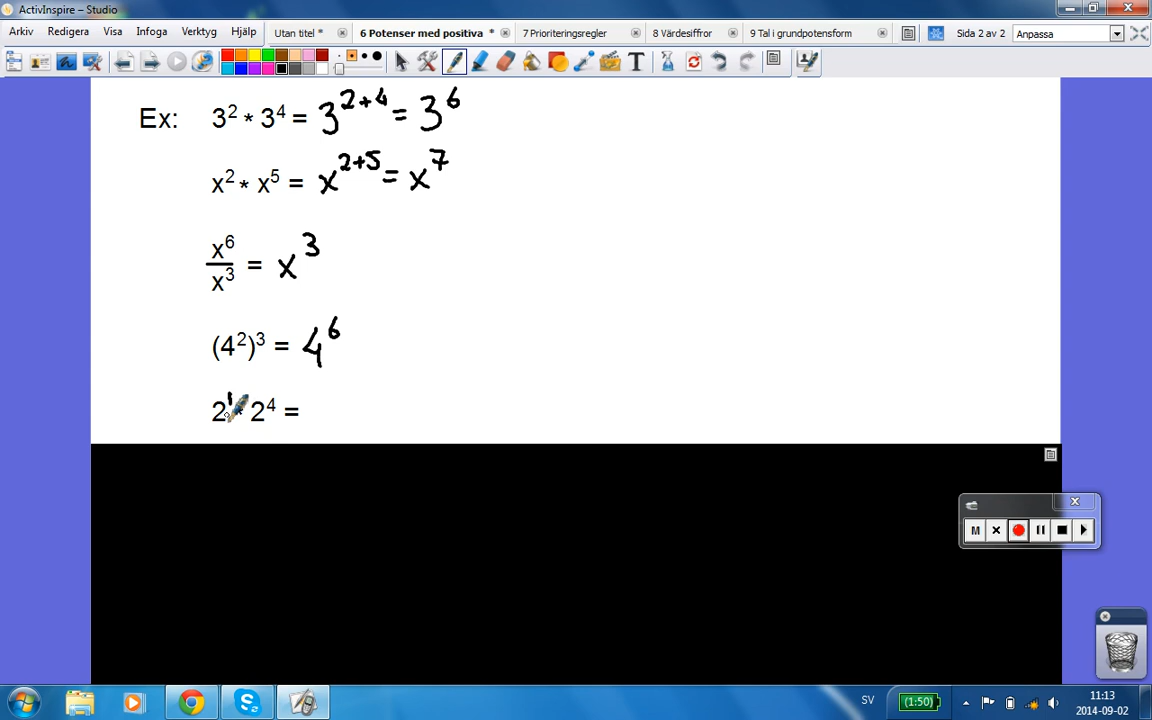 ActivInspire – Studio
Arkiv Redigera Visa Infoga Verktyg Hjälp Utan titel * 6 Potenser med positiva * 7 Prioriteringsregler 8 Värdesiffror 9 Tal i grundpotensform Sida 2 av 2 Anpassa
Ex: 3² * 3⁴ = 3²⁺⁴ = 3⁶
x² * x⁵ = x²⁺⁵ = x⁷
x⁶
x³ = x³
(4²)³ = 4⁶
2¹ * 2⁴ =
M
SV (1:50) 11:13
2014-09-02